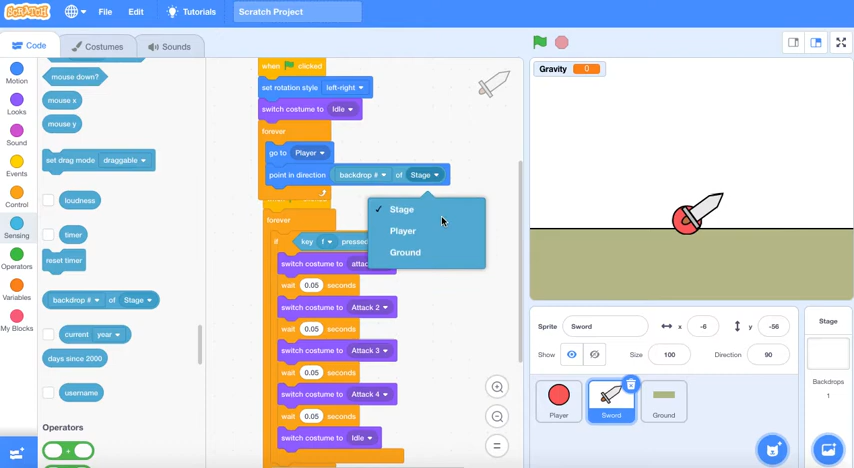 SCRATCH File Edit Tutorials Scratch Project
Code Costumes Sounds
Motion
Looks
Sound
Events
Control
Sensing
Operators
Variables
My Blocks
mouse down?
mouse x
mouse y
set drag mode draggable
loudness
timer
reset timer
backdrop # of Stage
current year
days since 2000
username
Operators
+
when clicked
set rotation style left-right
switch costume to Idle
forever
go to Player
point in direction backdrop # of Stage
✓ Stage
Player
Ground
forever
if key f pressed
switch costume to
wait 0.05 seconds
switch costume to Attack 2
wait 0.05 seconds
switch costume to Attack 3
wait 0.05 seconds
switch costume to Attack 4
wait 0.05 seconds
switch costume to Idle
Gravity 0
Sprite Sword x -6 y -56
Show Size 100 Direction 90
Player
Sword
Ground
Stage
Backdrops
1